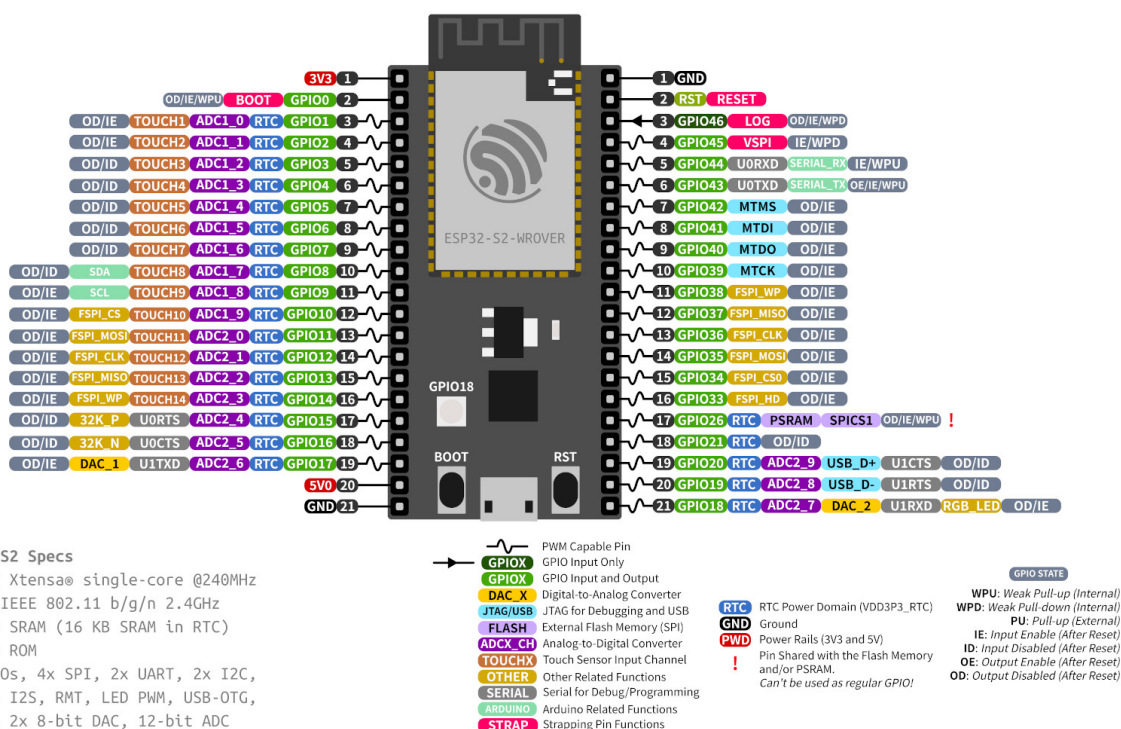 3V3 1
OD/IE/WPU BOOT GPIO0 2
OD/IE TOUCH1 ADC1_0 RTC GPIO1 3
OD/IE TOUCH2 ADC1_1 RTC GPIO2 4
OD/ID TOUCH3 ADC1_2 RTC GPIO3 5
OD/ID TOUCH4 ADC1_3 RTC GPIO4 6
OD/ID TOUCH5 ADC1_4 RTC GPIO5 7
OD/ID TOUCH6 ADC1_5 RTC GPIO6 8
OD/ID TOUCH7 ADC1_6 RTC GPIO7 9
OD/ID SDA TOUCH8 ADC1_7 RTC GPIO8 10
OD/IE SCL TOUCH9 ADC1_8 RTC GPIO9 11
OD/IE FSPI_CS TOUCH10 ADC1_9 RTC GPIO10 12
OD/IE FSPI_MOSI TOUCH11 ADC2_0 RTC GPIO11 13
OD/IE FSPI_CLK TOUCH12 ADC2_1 RTC GPIO12 14
OD/IE FSPI_MISO TOUCH13 ADC2_2 RTC GPIO13 15
OD/IE FSPI_WP TOUCH14 ADC2_3 RTC GPIO14 16
OD/ID 32K_P U0RTS ADC2_4 RTC GPIO15 17
OD/ID 32K_N U0CTS ADC2_5 RTC GPIO16 18
OD/IE DAC_1 U1TXD ADC2_6 RTC GPIO17 19
5V0 20
GND 21
ESP32-S2-WROVER
GPIO18
BOOT
RST
1 GND
2 RST RESET
3 GPIO46 LOG OD/IE/WPD
4 GPIO45 VSPI IE/WPD
5 GPIO44 U0RXD SERIAL_RX IE/WPU
6 GPIO43 U0TXD SERIAL_TX OE/IE/WPU
7 GPIO42 MTMS OD/IE
8 GPIO41 MTDI OD/IE
9 GPIO40 MTDO OD/IE
10 GPIO39 MTCK OD/IE
11 GPIO38 FSPI_WP OD/IE
12 GPIO37 FSPI_MISO OD/IE
13 GPIO36 FSPI_CLK OD/IE
14 GPIO35 FSPI_MOSI OD/IE
15 GPIO34 FSPI_CS0 OD/IE
16 GPIO33 FSPI_HD OD/IE
17 GPIO26 RTC PSRAM SPICS1 OD/IE/WPU !
18 GPIO21 RTC OD/ID
19 GPIO20 RTC ADC2_9 USB_D+ U1CTS OD/ID
20 GPIO19 RTC ADC2_8 USB_D- U1RTS OD/ID
21 GPIO18 RTC ADC2_7 DAC_2 U1RXD RGB_LED OD/IE
S2 Specs
Xtensa® single-core @240MHz
IEEE 802.11 b/g/n 2.4GHz
SRAM (16 KB SRAM in RTC)
ROM
Os, 4x SPI, 2x UART, 2x I2C,
I2S, RMT, LED PWM, USB-OTG,
2x 8-bit DAC, 12-bit ADC
PWM Capable Pin
GPIOX GPIO Input Only
GPIOX GPIO Input and Output
DAC_X Digital-to-Analog Converter
JTAG/USB JTAG for Debugging and USB
FLASH External Flash Memory (SPI)
ADCX_CH Analog-to-Digital Converter
TOUCHX Touch Sensor Input Channel
OTHER Other Related Functions
SERIAL Serial for Debug/Programming
ARDUINO Arduino Related Functions
STRAP Strapping Pin Functions
RTC RTC Power Domain (VDD3P3_RTC)
GND Ground
PWD Power Rails (3V3 and 5V)
! Pin Shared with the Flash Memory
and/or PSRAM.
Can't be used as regular GPIO!
GPIO STATE
WPU: Weak Pull-up (Internal)
WPD: Weak Pull-down (Internal)
PU: Pull-up (External)
IE: Input Enable (After Reset)
ID: Input Disabled (After Reset)
OE: Output Enable (After Reset)
OD: Output Disabled (After Reset)